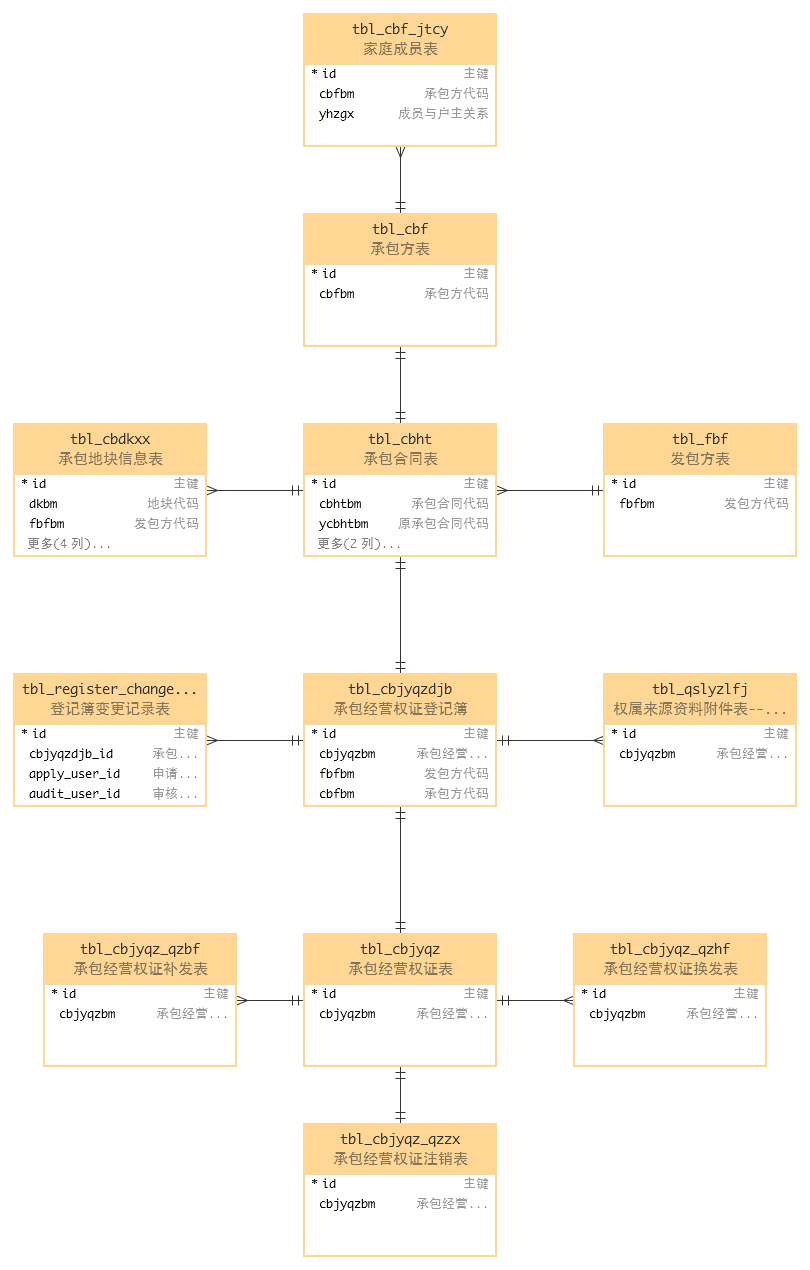 tbl_cbf_jtcy
家庭成员表
* id 主键
cbfbm 承包方代码
yhzgx 成员与户主关系
tbl_cbf
承包方表
* id 主键
cbfbm 承包方代码
tbl_cbdkxx
承包地块信息表
* id 主键
dkbm 地块代码
fbfbm 发包方代码
更多(4 列)...
tbl_cbht
承包合同表
* id 主键
cbhtbm 承包合同代码
ycbhtbm 原承包合同代码
更多(2 列)...
tbl_fbf
发包方表
* id 主键
fbfbm 发包方代码
tbl_register_change...
登记簿变更记录表
* id 主键
cbjyqzdjb_id 承包...
apply_user_id 申请...
audit_user_id 审核...
tbl_cbjyqzdjb
承包经营权证登记簿
* id 主键
cbjyqzbm 承包经营...
fbfbm 发包方代码
cbfbm 承包方代码
tbl_qslyzlfj
权属来源资料附件表--...
* id 主键
cbjyqzbm 承包经营...
tbl_cbjyqz_qzbf
承包经营权证补发表
* id 主键
cbjyqzbm 承包经营...
tbl_cbjyqz
承包经营权证表
* id 主键
cbjyqzbm 承包经营...
tbl_cbjyqz_qzhf
承包经营权证换发表
* id 主键
cbjyqzbm 承包经营...
tbl_cbjyqz_qzzx
承包经营权证注销表
* id 主键
cbjyqzbm 承包经营...